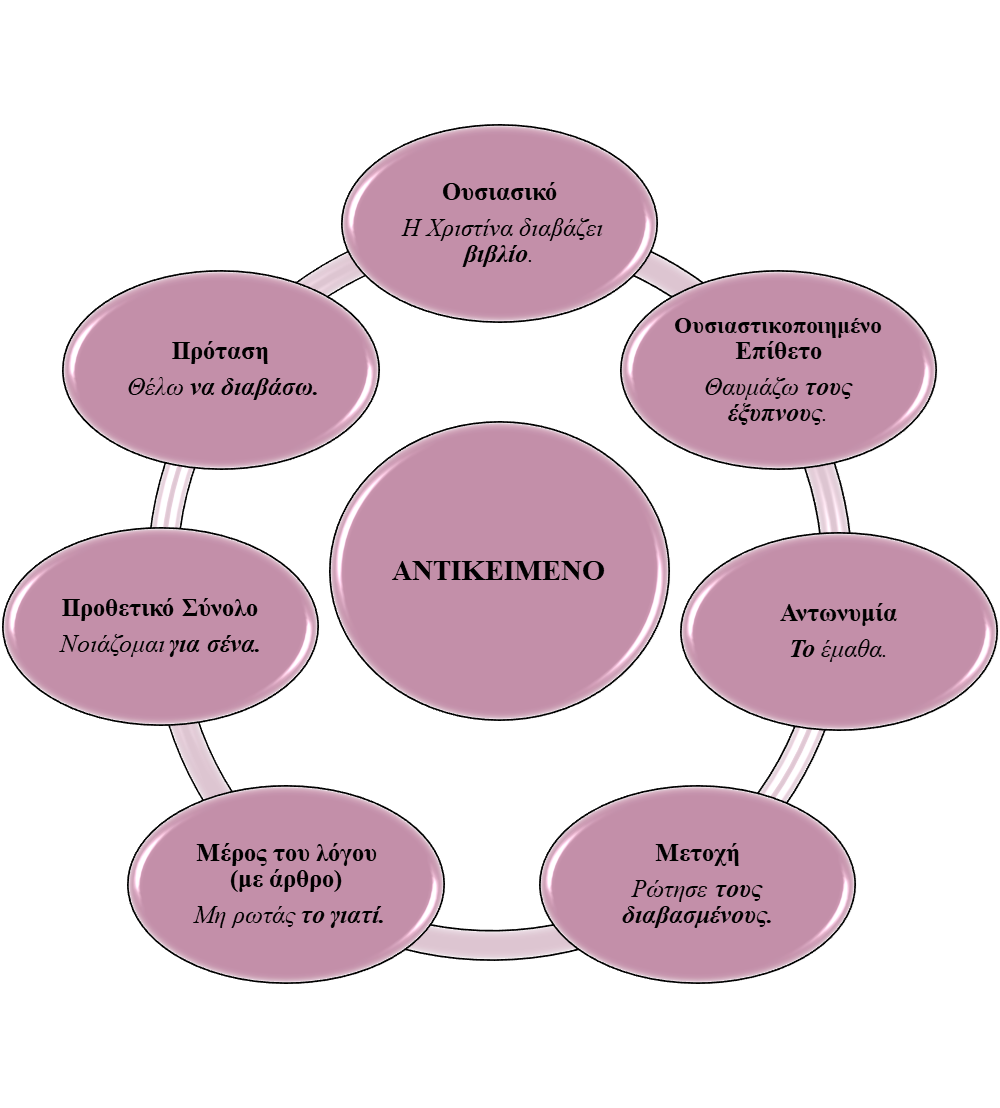 Ουσιασικό
Η Χριστίνα διαβάζει
βιβλίο.
Ουσιαστικοποιημένο
Επίθετο
Θαυμάζω τους
έξυπνους.
Αντωνυμία
Το έμαθα.
Μετοχή
Ρώτησε τους
διαβασμένους.
Μέρος του λόγου
(με άρθρο)
Μη ρωτάς το γιατί.
Προθετικό Σύνολο
Νοιάζομαι για σένα.
Πρόταση
Θέλω να διαβάσω.
ΑΝΤΙΚΕΙΜΕΝΟ